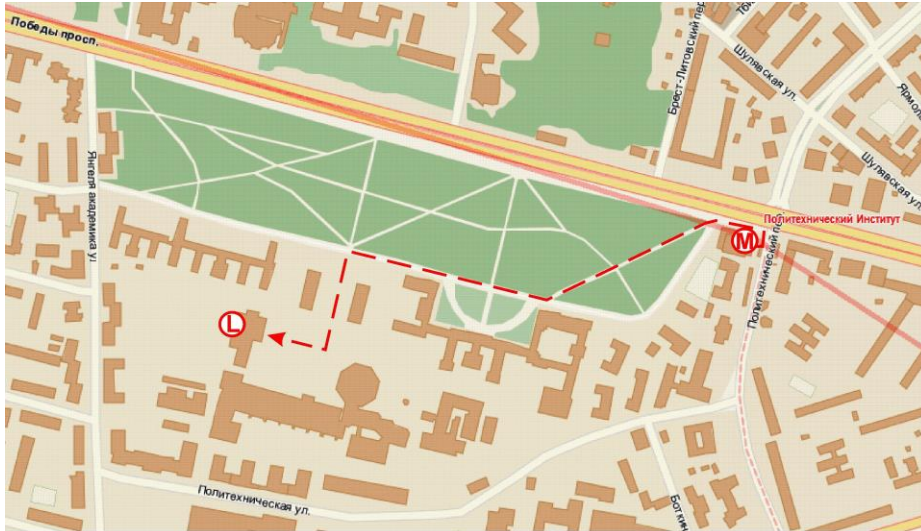 Победы просп.
Брест-Литовский пер
Шулявская ул.
Шулявская ул.
Янгеля академика ул.
Политехнический Институт
М
Политехнический пер
L
Политехническая ул.